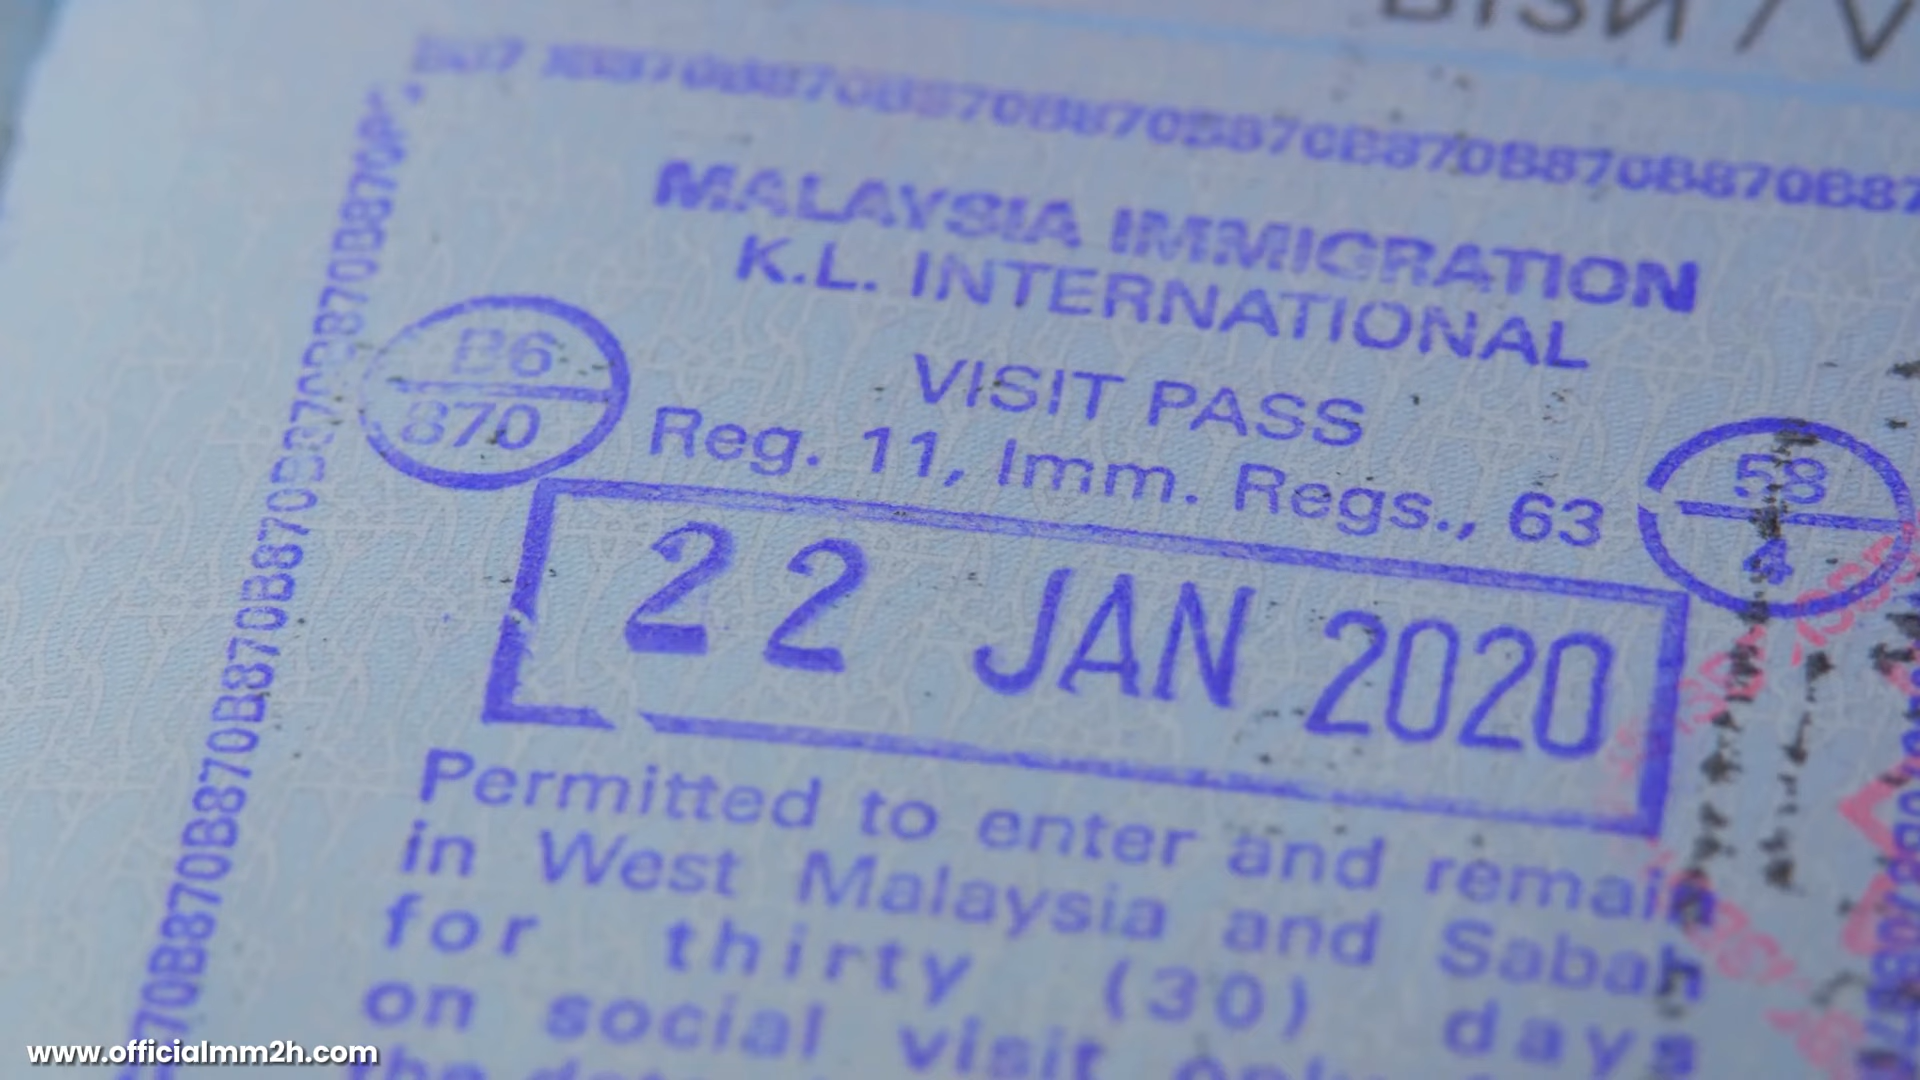 MALAYSIA IMMIGRATION
K.L. INTERNATIONAL
VISIT PASS
Reg. 11, Imm. Regs., 63
B6
870
58
4
22 JAN 2020
Permitted to enter and remain
in West Malaysia and Sabah
for thirty (30) days
on social visit only
www.officialmm2h.com